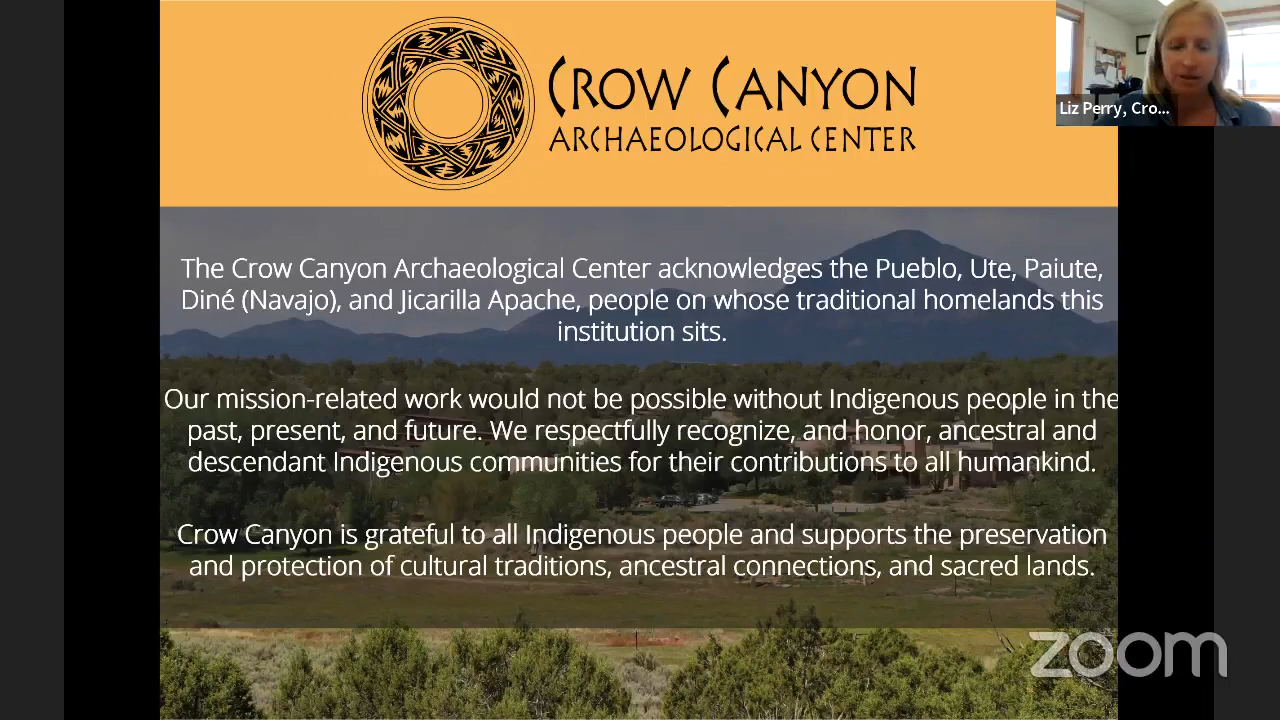 CROW CANYON
ARCHAEOLOGICAL CENTER
Liz Perry, Cro...
The Crow Canyon Archaeological Center acknowledges the Pueblo, Ute, Paiute,
Diné (Navajo), and Jicarilla Apache, people on whose traditional homelands this
institution sits.
Our mission-related work would not be possible without Indigenous people in the
past, present, and future. We respectfully recognize, and honor, ancestral and
descendant Indigenous communities for their contributions to all humankind.
Crow Canyon is grateful to all Indigenous people and supports the preservation
and protection of cultural traditions, ancestral connections, and sacred lands.
zoom